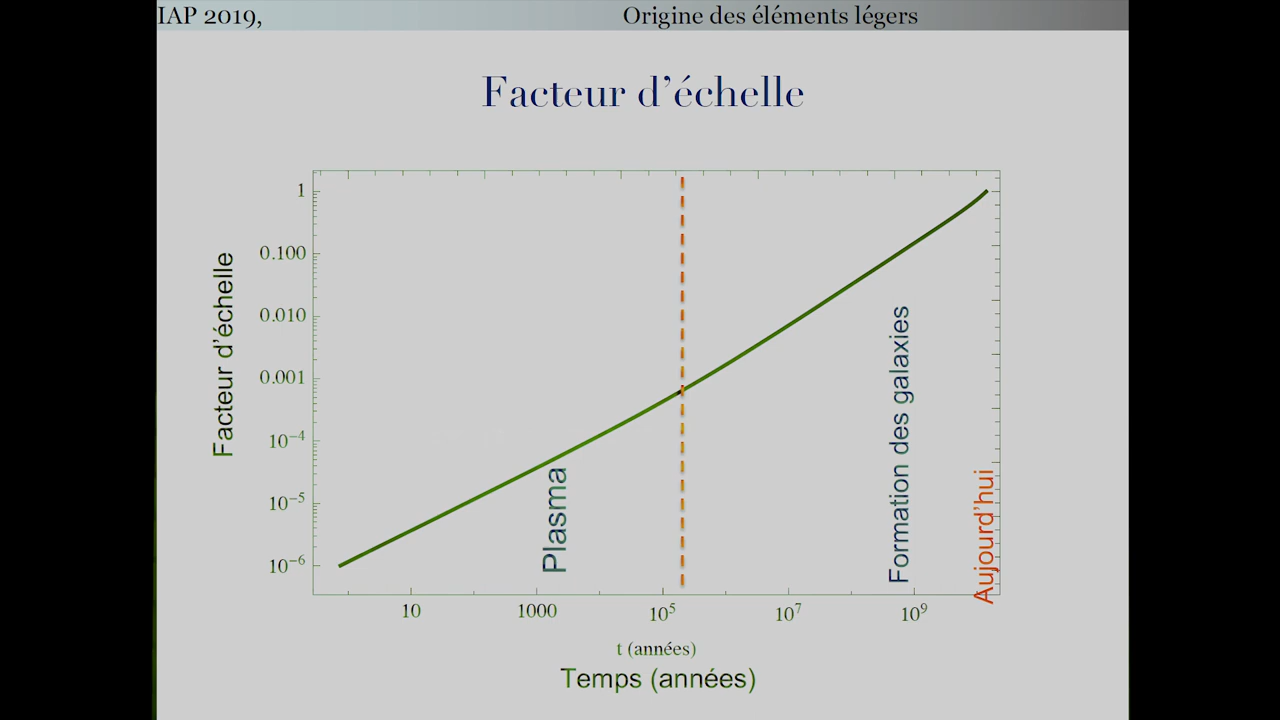 IAP 2019,
Origine des éléments légers
Facteur d'échelle
Facteur d'échelle
1
0.100
0.010
0.001
10⁻⁴
10⁻⁵
10⁻⁶
Plasma
Formation des galaxies
Aujourd'hui
10
1000
10⁵
10⁷
10⁹
t (années)
Temps (années)